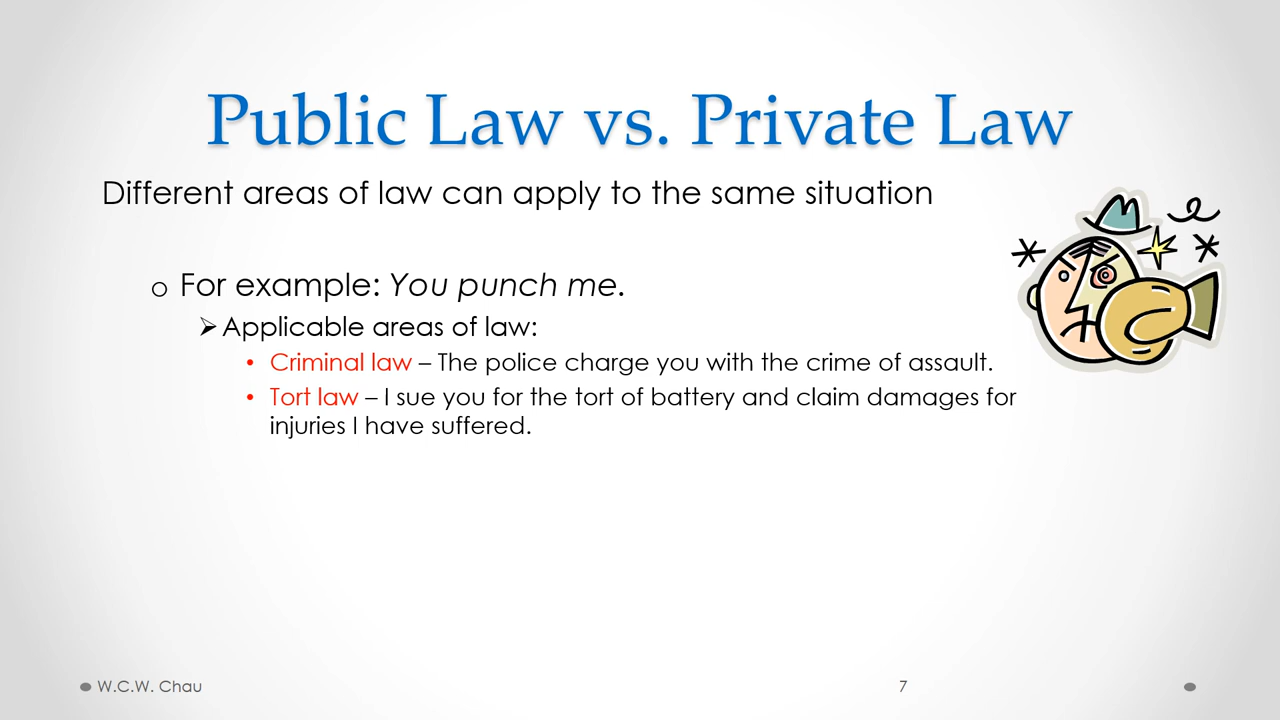 Public Law vs. Private Law
Different areas of law can apply to the same situation
o For example: You punch me.
➢ Applicable areas of law:
• Criminal law – The police charge you with the crime of assault.
• Tort law – I sue you for the tort of battery and claim damages for
injuries I have suffered.
W.C.W. Chau
7